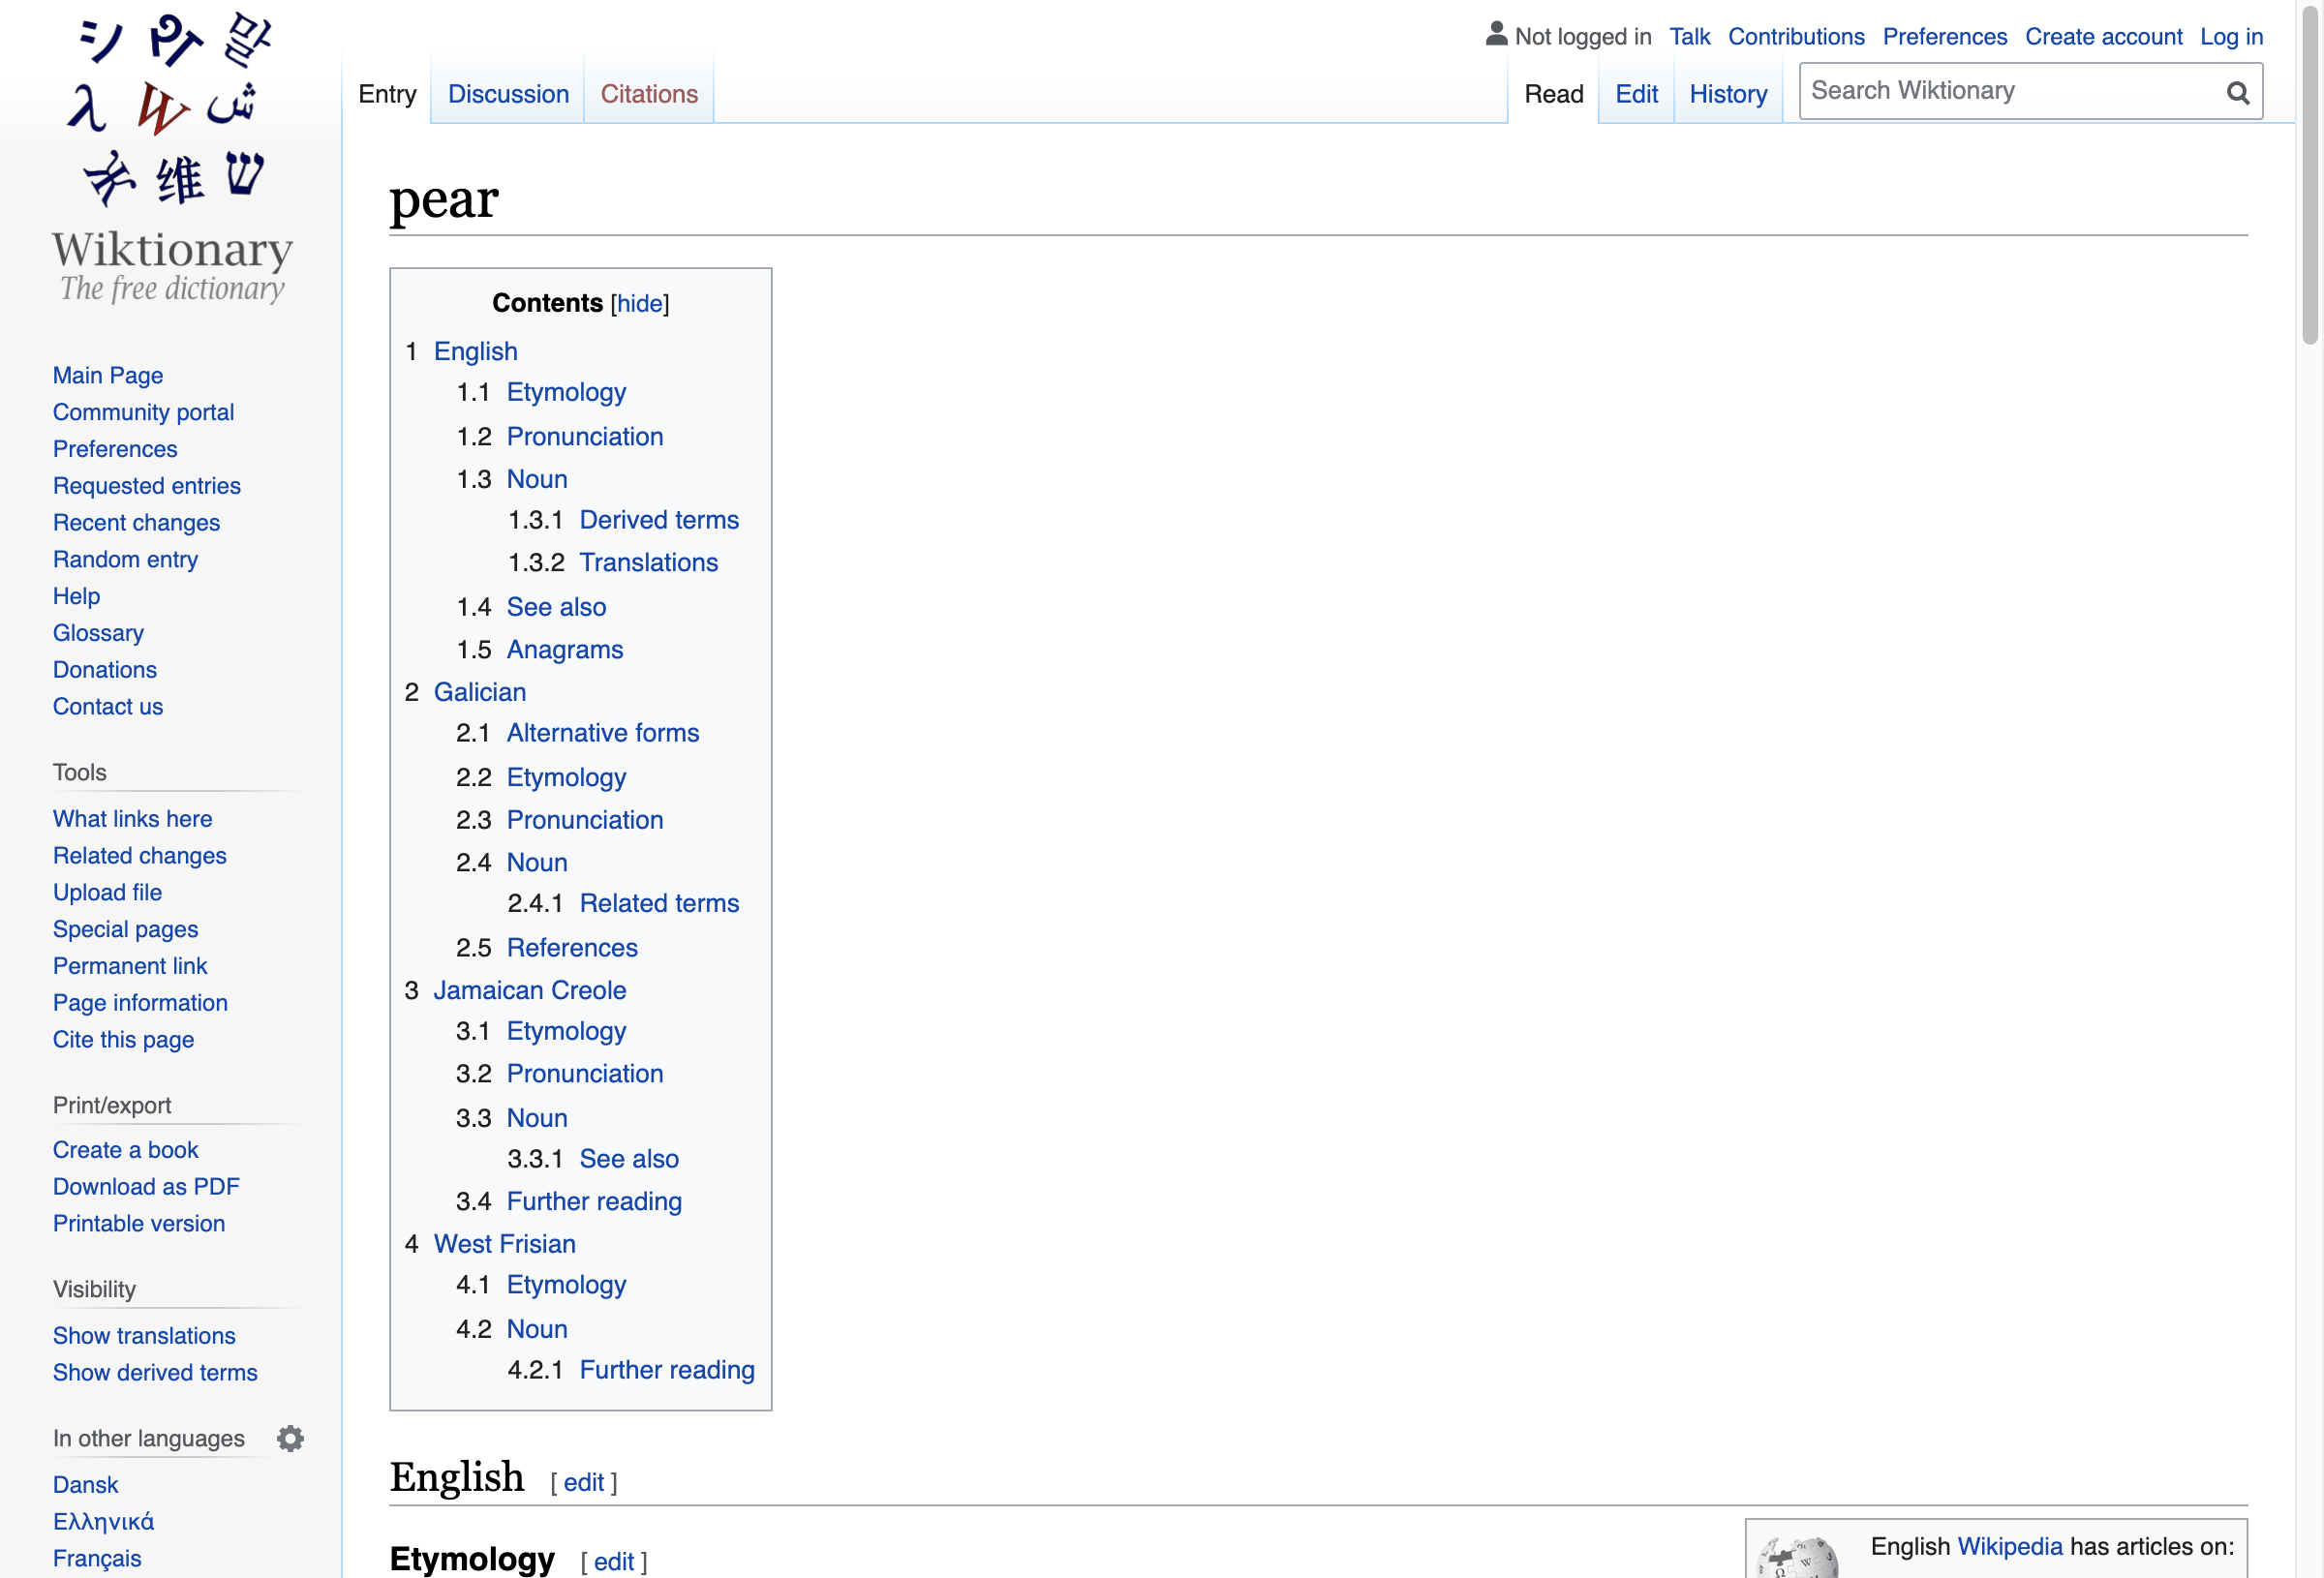 シ ריך 말
λ W ش
维 ש
Wiktionary
The free dictionary
Main Page
Community portal
Preferences
Requested entries
Recent changes
Random entry
Help
Glossary
Donations
Contact us
Tools
What links here
Related changes
Upload file
Special pages
Permanent link
Page information
Cite this page
Print/export
Create a book
Download as PDF
Printable version
Visibility
Show translations
Show derived terms
In other languages
Dansk
Ελληνικά
Français
Not logged in Talk Contributions Preferences Create account Log in
Entry Discussion Citations
Read Edit History Search Wiktionary
pear
Contents [hide]
1 English
1.1 Etymology
1.2 Pronunciation
1.3 Noun
1.3.1 Derived terms
1.3.2 Translations
1.4 See also
1.5 Anagrams
2 Galician
2.1 Alternative forms
2.2 Etymology
2.3 Pronunciation
2.4 Noun
2.4.1 Related terms
2.5 References
3 Jamaican Creole
3.1 Etymology
3.2 Pronunciation
3.3 Noun
3.3.1 See also
3.4 Further reading
4 West Frisian
4.1 Etymology
4.2 Noun
4.2.1 Further reading
English [ edit ]
Etymology [ edit ]
English Wikipedia has articles on: